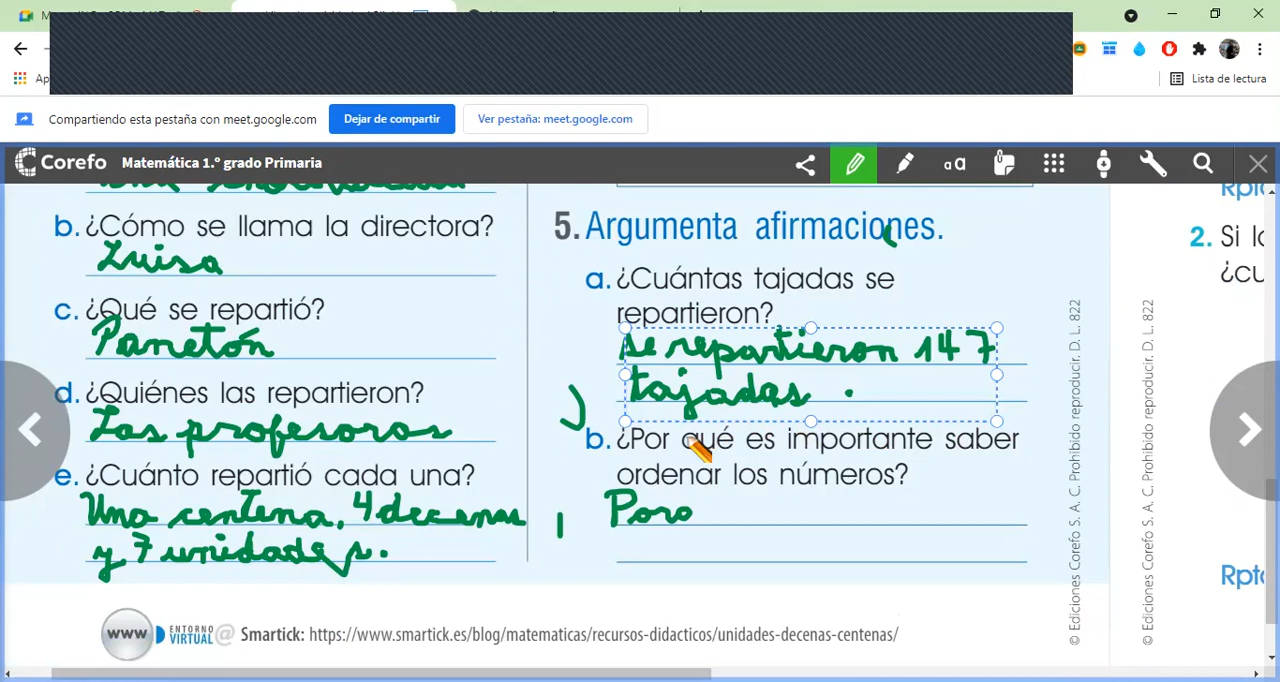 Lista de lectura
Compartiendo esta pestaña con meet.google.com
Dejar de compartir
Ver pestaña: meet.google.com
Corefo
Matemática 1.º grado Primaria
b. ¿Cómo se llama la directora?
Luisa
c. ¿Qué se repartió?
Panetón
d. ¿Quiénes las repartieron?
Las profesoras
e. ¿Cuánto repartió cada una?
Una centena, 4 decenas
y 7 unidades.
5. Argumenta afirmaciones.
a. ¿Cuántas tajadas se
repartieron?
se repartieron 147
tajadas.
b. ¿Por qué es importante saber
ordenar los números?
Para
© Ediciones Corefo S. A. C. Prohibido reproducir. D. L. 822
© Ediciones Corefo S. A. C. Prohibido reproducir. D. L. 822
2. Si
¿cu
Rpt
www ENTORNO
VIRTUAL @ Smartick: https://www.smartick.es/blog/matematicas/recursos-didacticos/unidades-decenas-centenas/